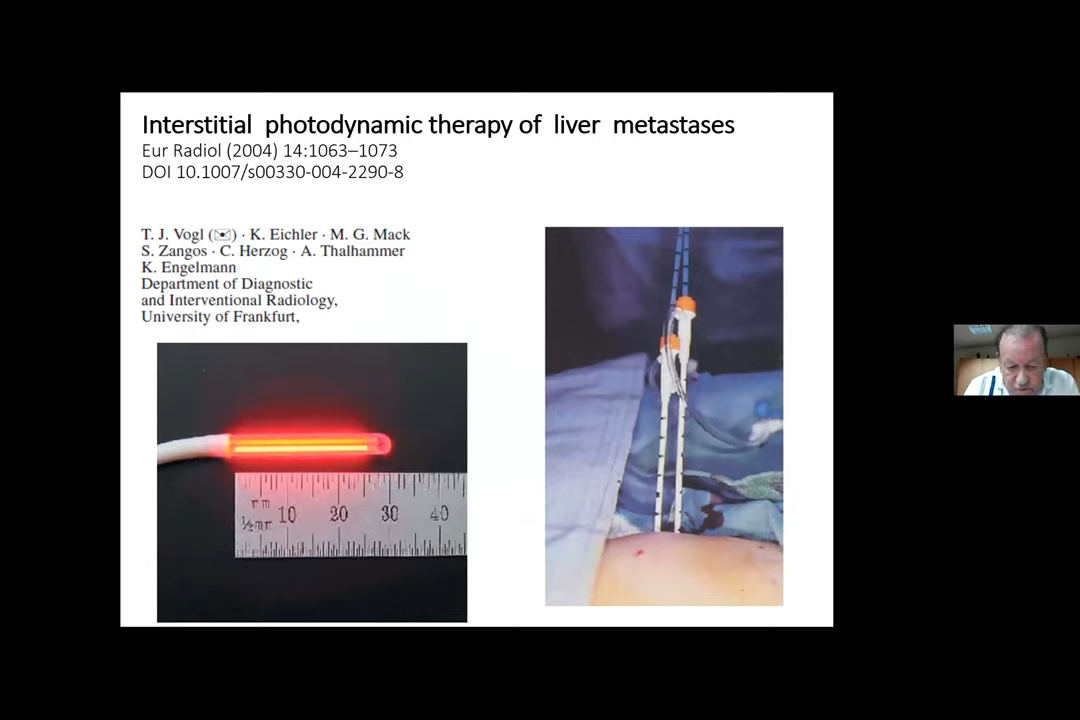 Interstitial photodynamic therapy of liver metastases
Eur Radiol (2004) 14:1063–1073
DOI 10.1007/s00330-004-2290-8
T. J. Vogl (✉) · K. Eichler · M. G. Mack
S. Zangos · C. Herzog · A. Thalhammer
K. Engelmann
Department of Diagnostic
and Interventional Radiology,
University of Frankfurt,
mm 10 20 30 40
½mm